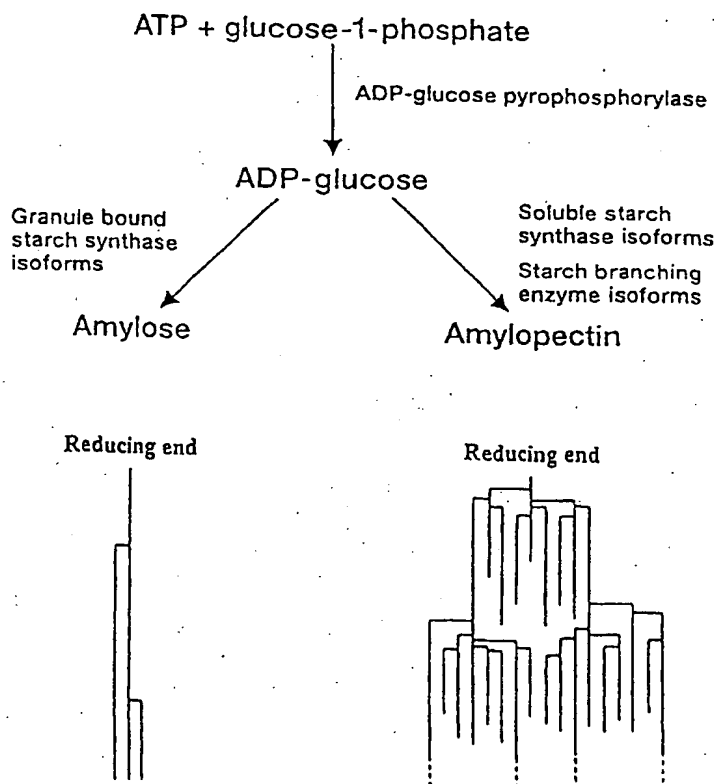 ATP + glucose-1-phosphate
ADP-glucose pyrophosphorylase
ADP-glucose
Granule bound
starch synthase
isoforms
Soluble starch
synthase isoforms
Starch branching
enzyme isoforms
Amylose
Amylopectin
Reducing end
Reducing end